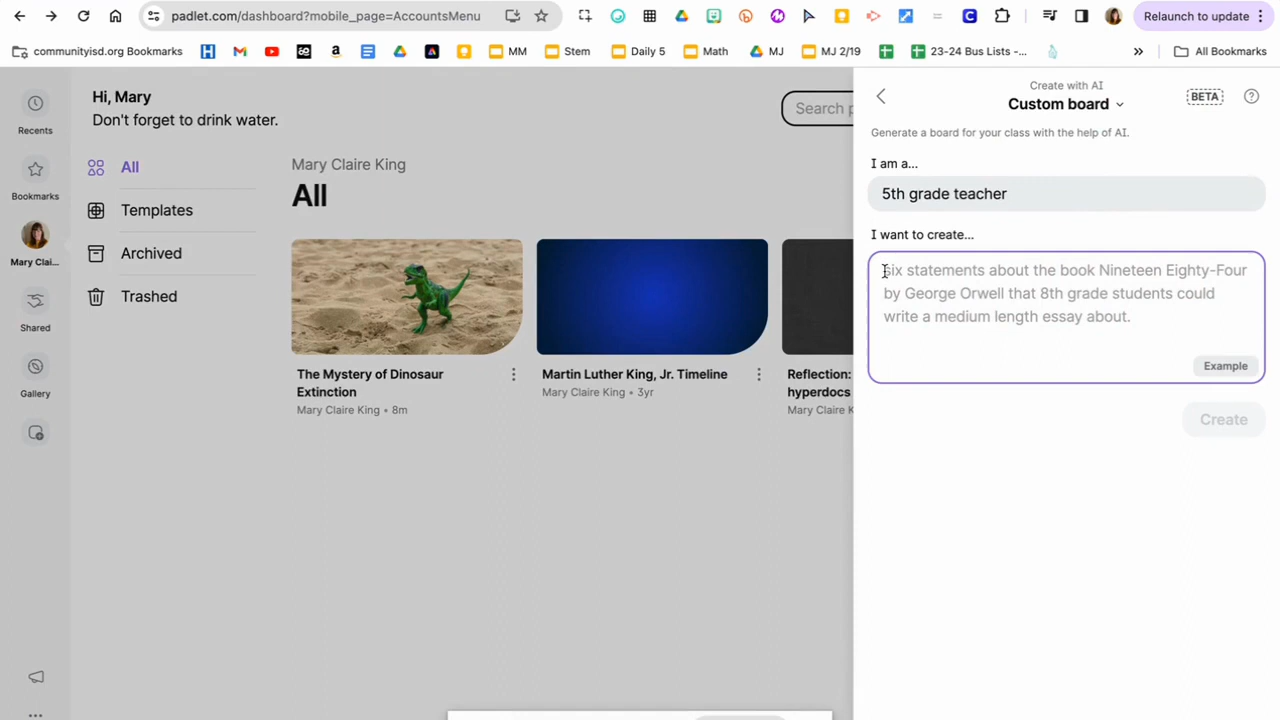 padlet.com/dashboard?mobile_page=AccountsMenu
Relaunch to update
communityisd.org Bookmarks
MM
Stem
Daily 5
Math
MJ
MJ 2/19
23-24 Bus Lists -...
»
All Bookmarks
Recents
Bookmarks
Mary Clai...
Shared
Gallery
Hi, Mary
Don't forget to drink water.
All
Templates
Archived
Trashed
Search p
Mary Claire King
All
The Mystery of Dinosaur
Extinction
Mary Claire King • 8m
Martin Luther King, Jr. Timeline
Mary Claire King • 3yr
Reflection:
hyperdocs
Mary Claire K
Create with AI
Custom board
BETA
Generate a board for your class with the help of AI.
I am a...
5th grade teacher
I want to create...
six statements about the book Nineteen Eighty-Four
by George Orwell that 8th grade students could
write a medium length essay about.
Example
Create